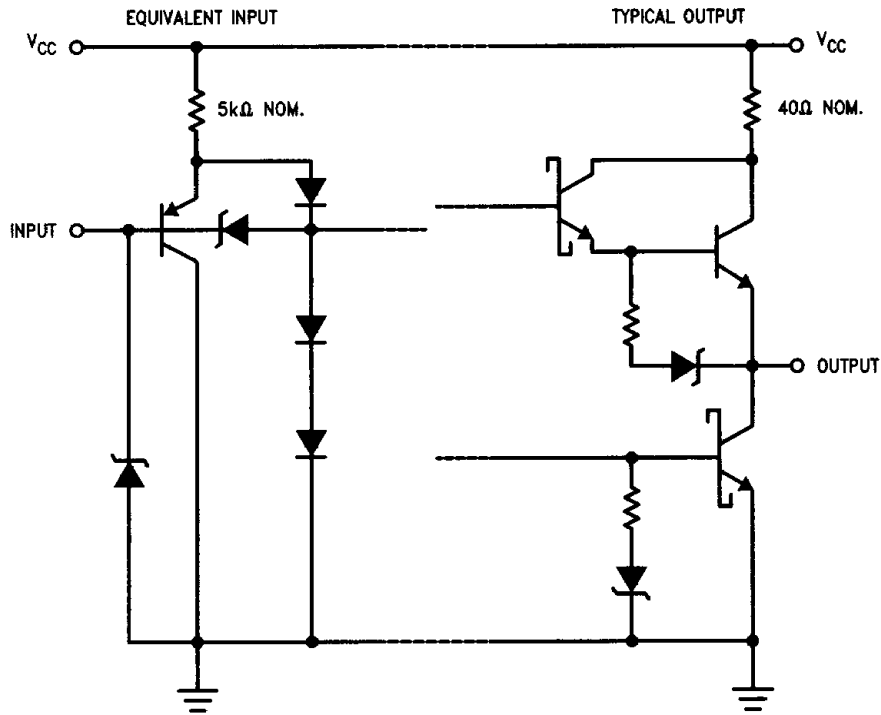 EQUIVALENT INPUT
TYPICAL OUTPUT
VCC
VCC
5kΩ NOM.
40Ω NOM.
INPUT
OUTPUT